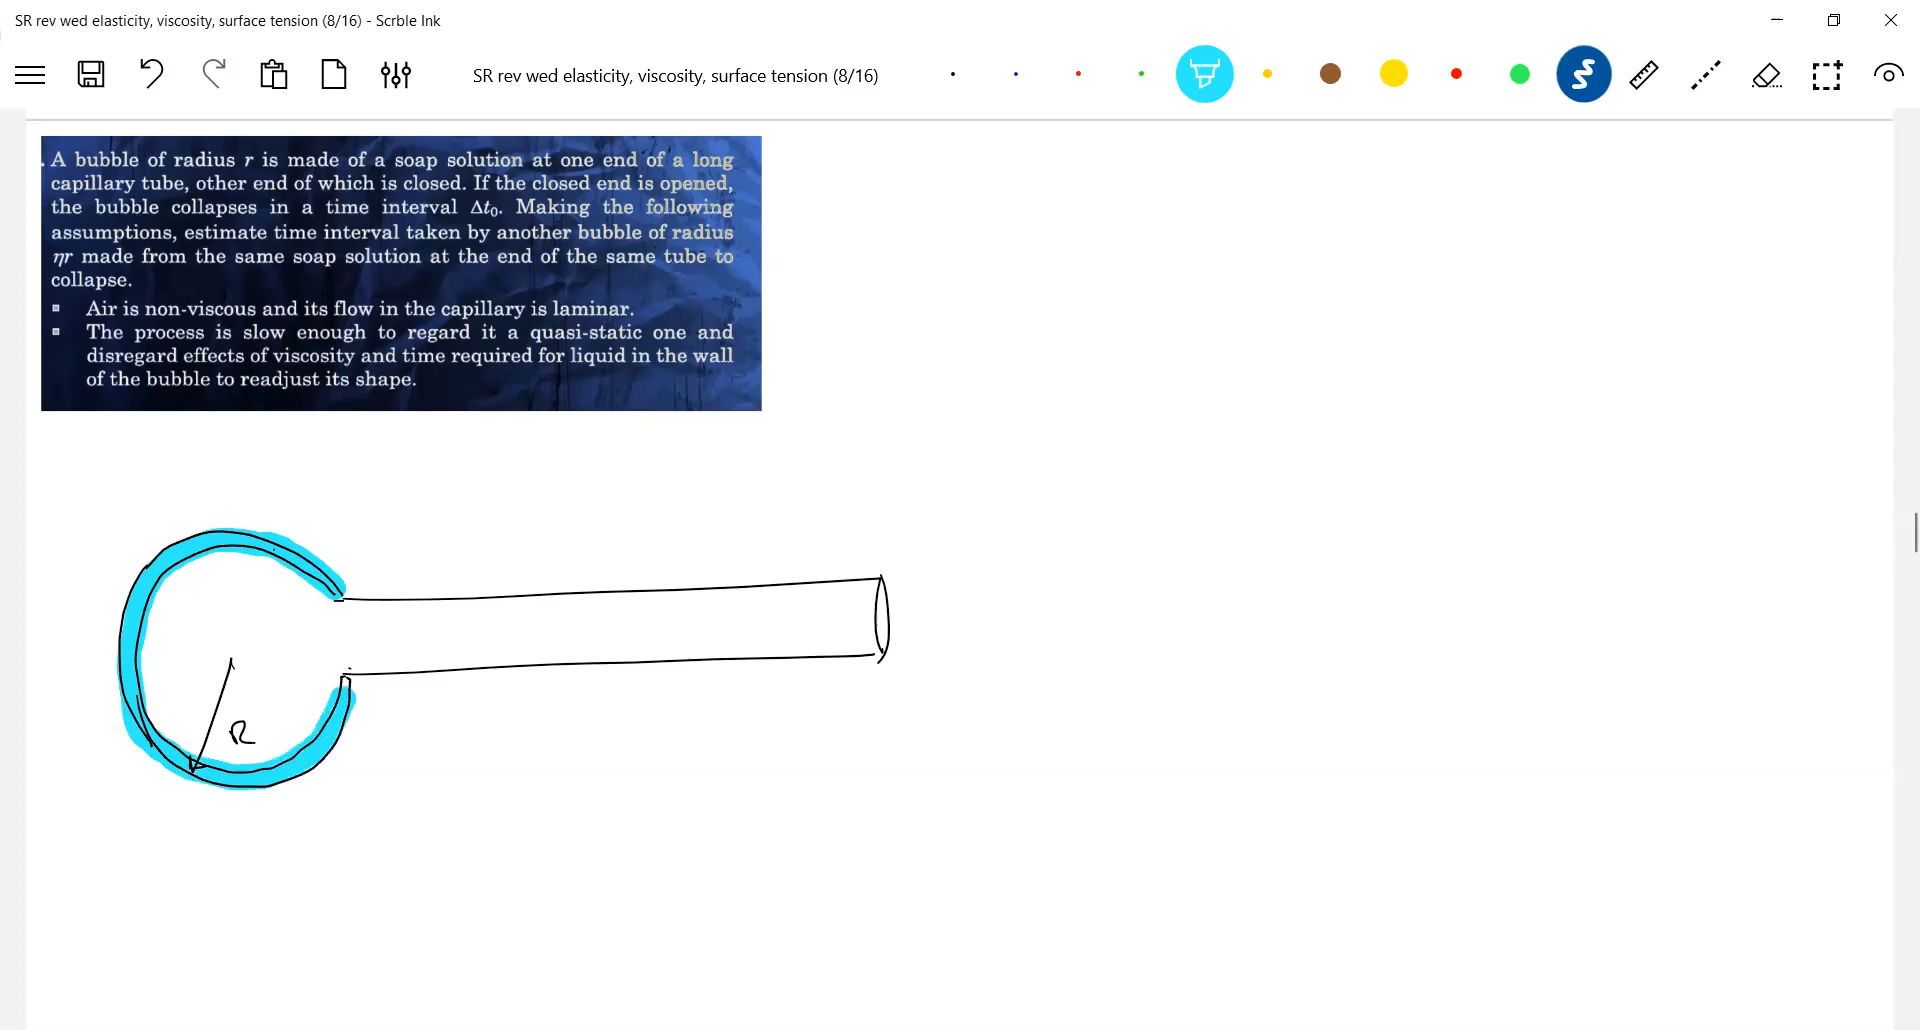 SR rev wed elasticity, viscosity, surface tension (8/16) - Scrble Ink
SR rev wed elasticity, viscosity, surface tension (8/16)
. A bubble of radius r is made of a soap solution at one end of a long
capillary tube, other end of which is closed. If the closed end is opened,
the bubble collapses in a time interval Δt₀. Making the following
assumptions, estimate time interval taken by another bubble of radius
ηr made from the same soap solution at the end of the same tube to
collapse.
▪ Air is non-viscous and its flow in the capillary is laminar.
▪ The process is slow enough to regard it a quasi-static one and
disregard effects of viscosity and time required for liquid in the wall
of the bubble to readjust its shape.
R